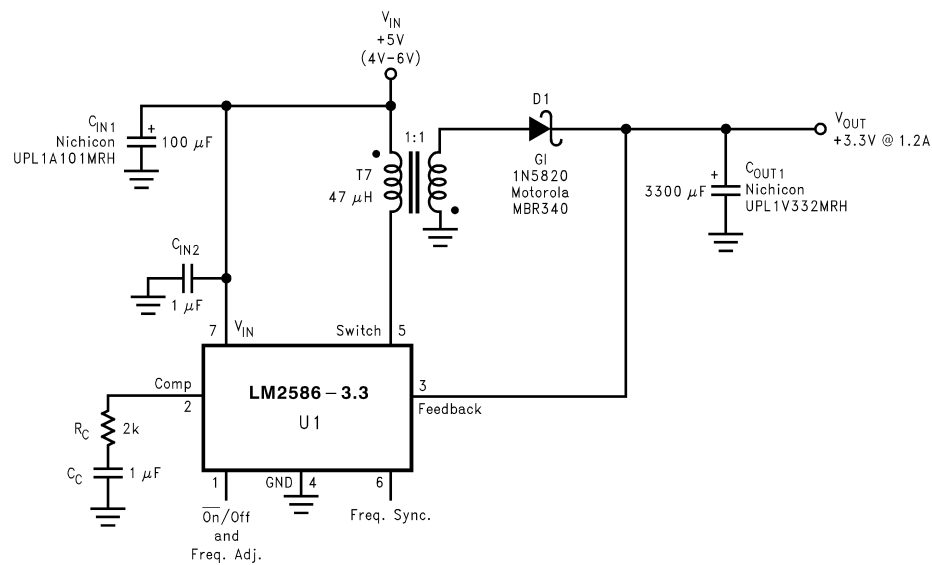 V_IN
+5V
(4V-6V)
C_IN1
Nichicon
UPL1A101MRH
+
100 μF
1:1
T7
47 μH
D1
GI
1N5820
Motorola
MBR340
V_OUT
+3.3V @ 1.2A
+
3300 μF
C_OUT1
Nichicon
UPL1V332MRH
C_IN2
1 μF
7
V_IN
Switch
5
Comp
2
LM2586-3.3
U1
3
Feedback
R_C
2k
C_C
1 μF
1
GND
4
6
O̅n̅/Off
and
Freq. Adj.
Freq. Sync.